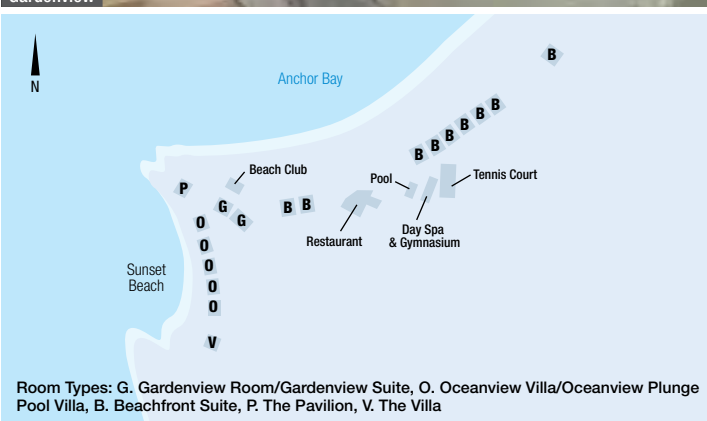 Gardenview
N
Anchor Bay
B
B
B
B
B
B
B
Beach Club
P
Pool
Tennis Court
G
G
B B
O
Restaurant
Day Spa
& Gymnasium
O
O
O
O
Sunset
Beach
V
Room Types: G. Gardenview Room/Gardenview Suite, O. Oceanview Villa/Oceanview Plunge
Pool Villa, B. Beachfront Suite, P. The Pavilion, V. The Villa